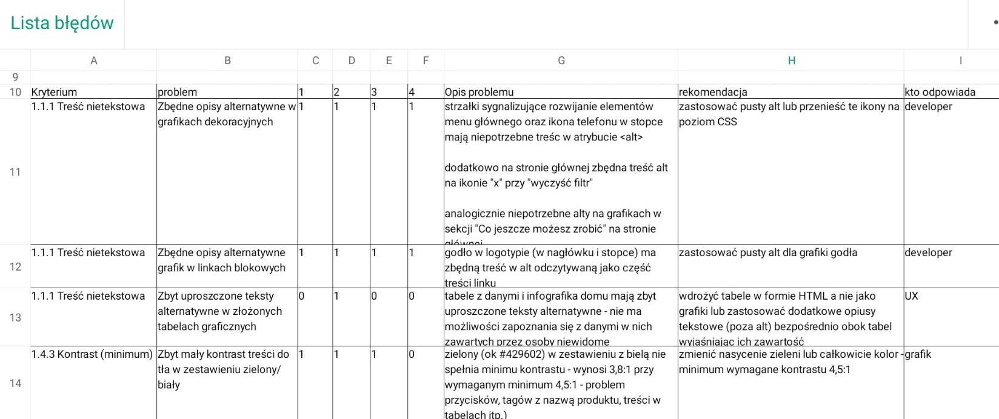 Lista błędów
A B C D E F G H I
9
10 Kryterium problem 1 2 3 4 Opis problemu rekomendacja kto odpowiada
11
1.1.1 Treść nietekstowa
Zbędne opisy alternatywne w
grafikach dekoracyjnych
1 1 1 1
strzałki sygnalizujące rozwijanie elementów
menu głównego oraz ikona telefonu w stopce
mają niepotrzebne treśc w atrybucie <alt>
dodatkowo na stronie głównej zbędna treść alt
na ikonie "x" przy "wyczyść filtr"
analogicznie niepotrzebne alty na grafikach w
sekcji "Co jeszcze możesz zrobić" na stronie
głównej
zastosować pusty alt lub przenieść te ikony na
poziom CSS
developer
12
1.1.1 Treść nietekstowa
Zbędne opisy alternatywne
grafik w linkach blokowych
1 1 1 1
godło w logotypie (w nagłówku i stopce) ma
zbędną treść w alt odczytywaną jako część
treści linku
zastosować pusty alt dla grafiki godła
developer
13
1.1.1 Treść nietekstowa
Zbyt uproszczone teksty
alternatywne w złożonych
tabelach graficznych
0 1 0 0
tabele z danymi i infografika domu mają zbyt
uproszczone teksty alternatywne - nie ma
możliwości zapoznania się z danymi w nich
zawartych przez osoby niewidome
wdrożyć tabele w formie HTML a nie jako
grafiki lub zastosować dodatkowe opiusy
tekstowe (poza alt) bezpośrednio obok tabel
wyjaśniając ich zawartość
UX
14
1.4.3 Kontrast (minimum)
Zbyt mały kontrast treści do
tła w zestawieniu zielony/
biały
1 1 1 0
zielony (ok #429602) w zestawieniu z bielą nie
spełnia minimu kontrastu - wynosi 3,8:1 przy
wymaganym minimum 4,5:1 - problem
przycisków, tagów z nazwą produktu, treści w
tabelach itp.)
zmienić nasycenie zieleni lub całkowicie kolor -
minimum wymagane kontrastu 4,5:1
grafik